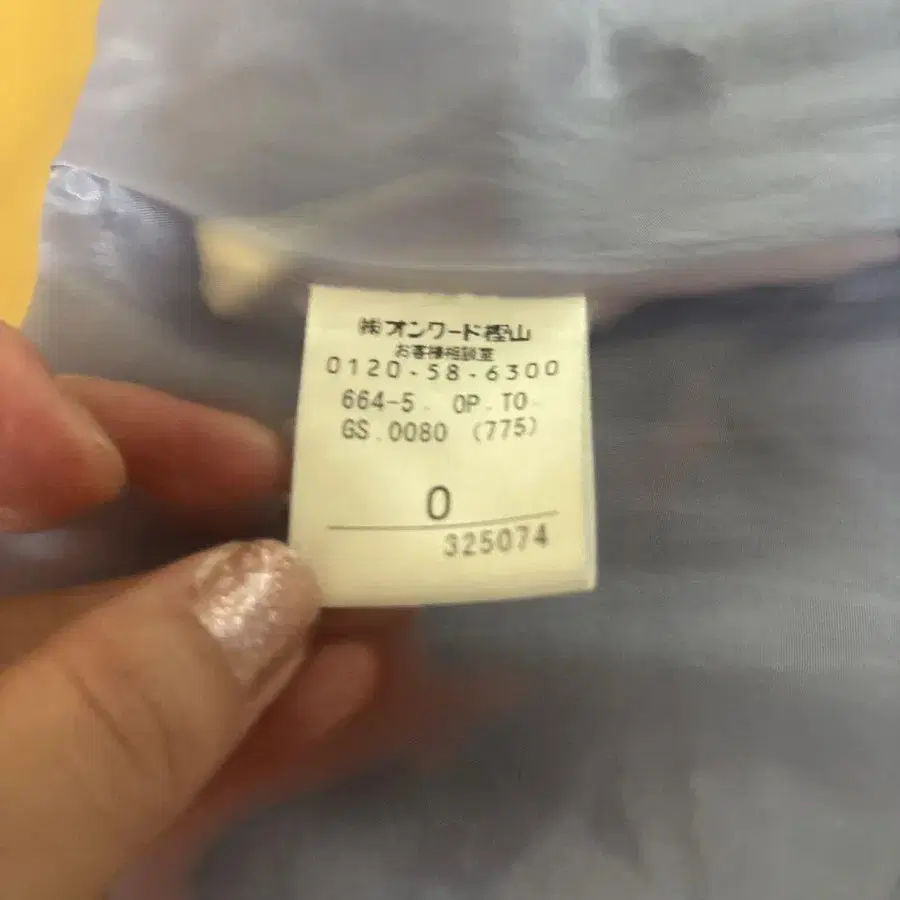 ㈱オンワード樫山
お客様相談室
0120-58-6300
664-5. OP.TO
GS.0080 (775)
0
325074